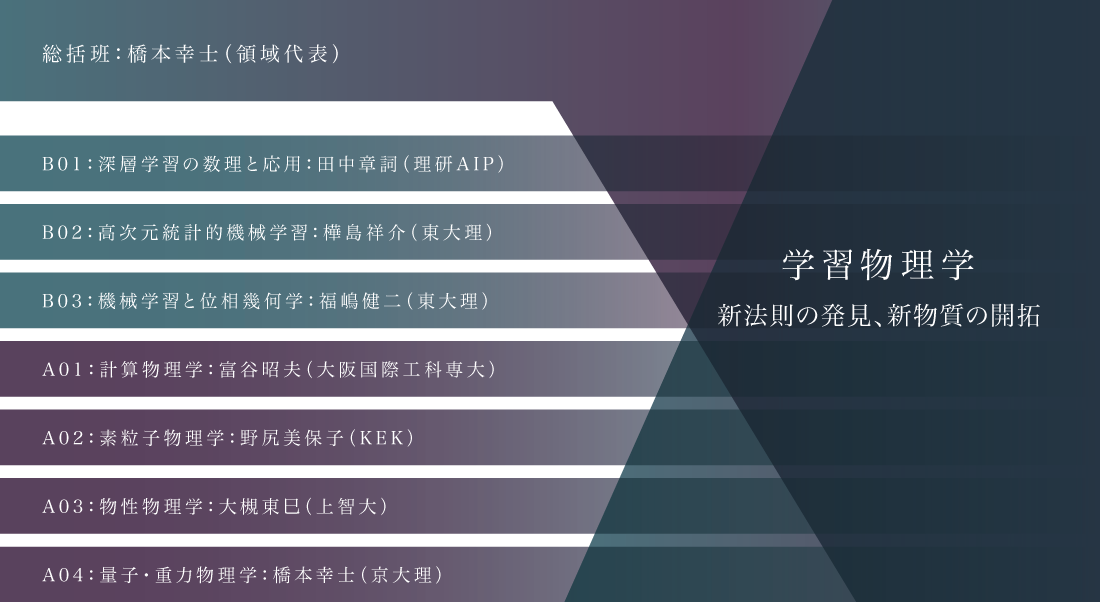 総括班：橋本幸士（領域代表）
B01：深層学習の数理と応用：田中章詞（理研AIP）
B02：高次元統計的機械学習：樺島祥介（東大理）
B03：機械学習と位相幾何学：福嶋健二（東大理）
学習物理学
新法則の発見、新物質の開拓
A01：計算物理学：富谷昭夫（大阪国際工科専大）
A02：素粒子物理学：野尻美保子（KEK）
A03：物性物理学：大槻東巳（上智大）
A04：量子・重力物理学：橋本幸士（京大理）